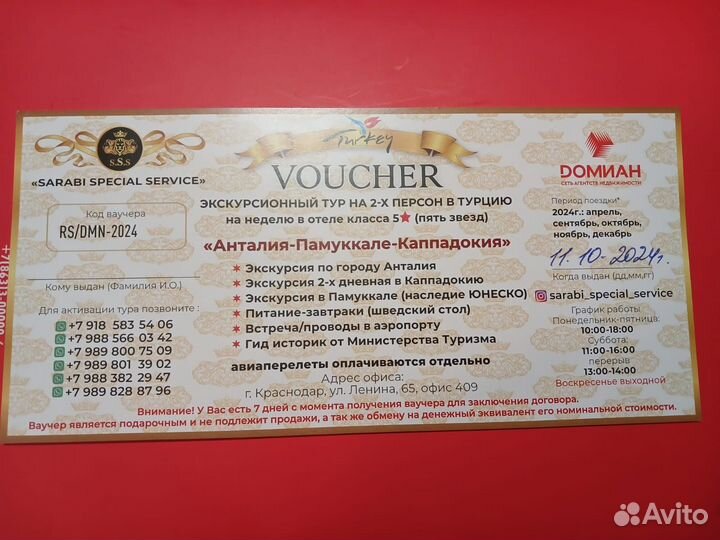 Turkey
s.S.s
«SARABI SPECIAL SERVICE»
VOUCHER
ДОМИАН
СЕТЬ АГЕНТСТВ НЕДВИЖИМОСТИ
ЭКСКУРСИОННЫЙ ТУР НА 2-Х ПЕРСОН В ТУРЦИЮ
на неделю в отеле класса 5★ (пять звезд)
Код ваучера
RS/DMN-2024
Период поездки:
2024г.: апрель,
сентябрь, октябрь,
ноябрь, декабрь
«Анталия-Памуккале-Каппадокия»
11.10-2024г.
Когда выдан (дд,мм,гг)
Экскурсия по городу Анталия
Экскурсия 2-х дневная в Каппадокию
Экскурсия в Памуккале (наследие ЮНЕСКО)
Питание-завтраки (шведский стол)
Встреча/проводы в аэропорту
Гид историк от Министерства Туризма
Кому выдан (Фамилия И.О.)
Для активации тура позвоните :
+7 918 583 54 06
+7 988 566 03 42
+7 989 800 75 09
+7 989 801 39 02
+7 988 382 29 47
+7 989 828 87 96
sarabi_special_service
График работы
Понедельник-пятница:
10:00-18:00
Суббота:
11:00-16:00
перерыв
13:00-14:00
Воскресенье выходной
авиаперелеты оплачиваются отдельно
Адрес офиса:
г. Краснодар, ул. Ленина, 65, офис 409
Внимание! У Вас есть 7 дней с момента получения ваучера для заключения договора.
Ваучер является подарочным и не подлежит продажи, а так же обмену на денежный эквивалент его номинальной стоимости.
Avito